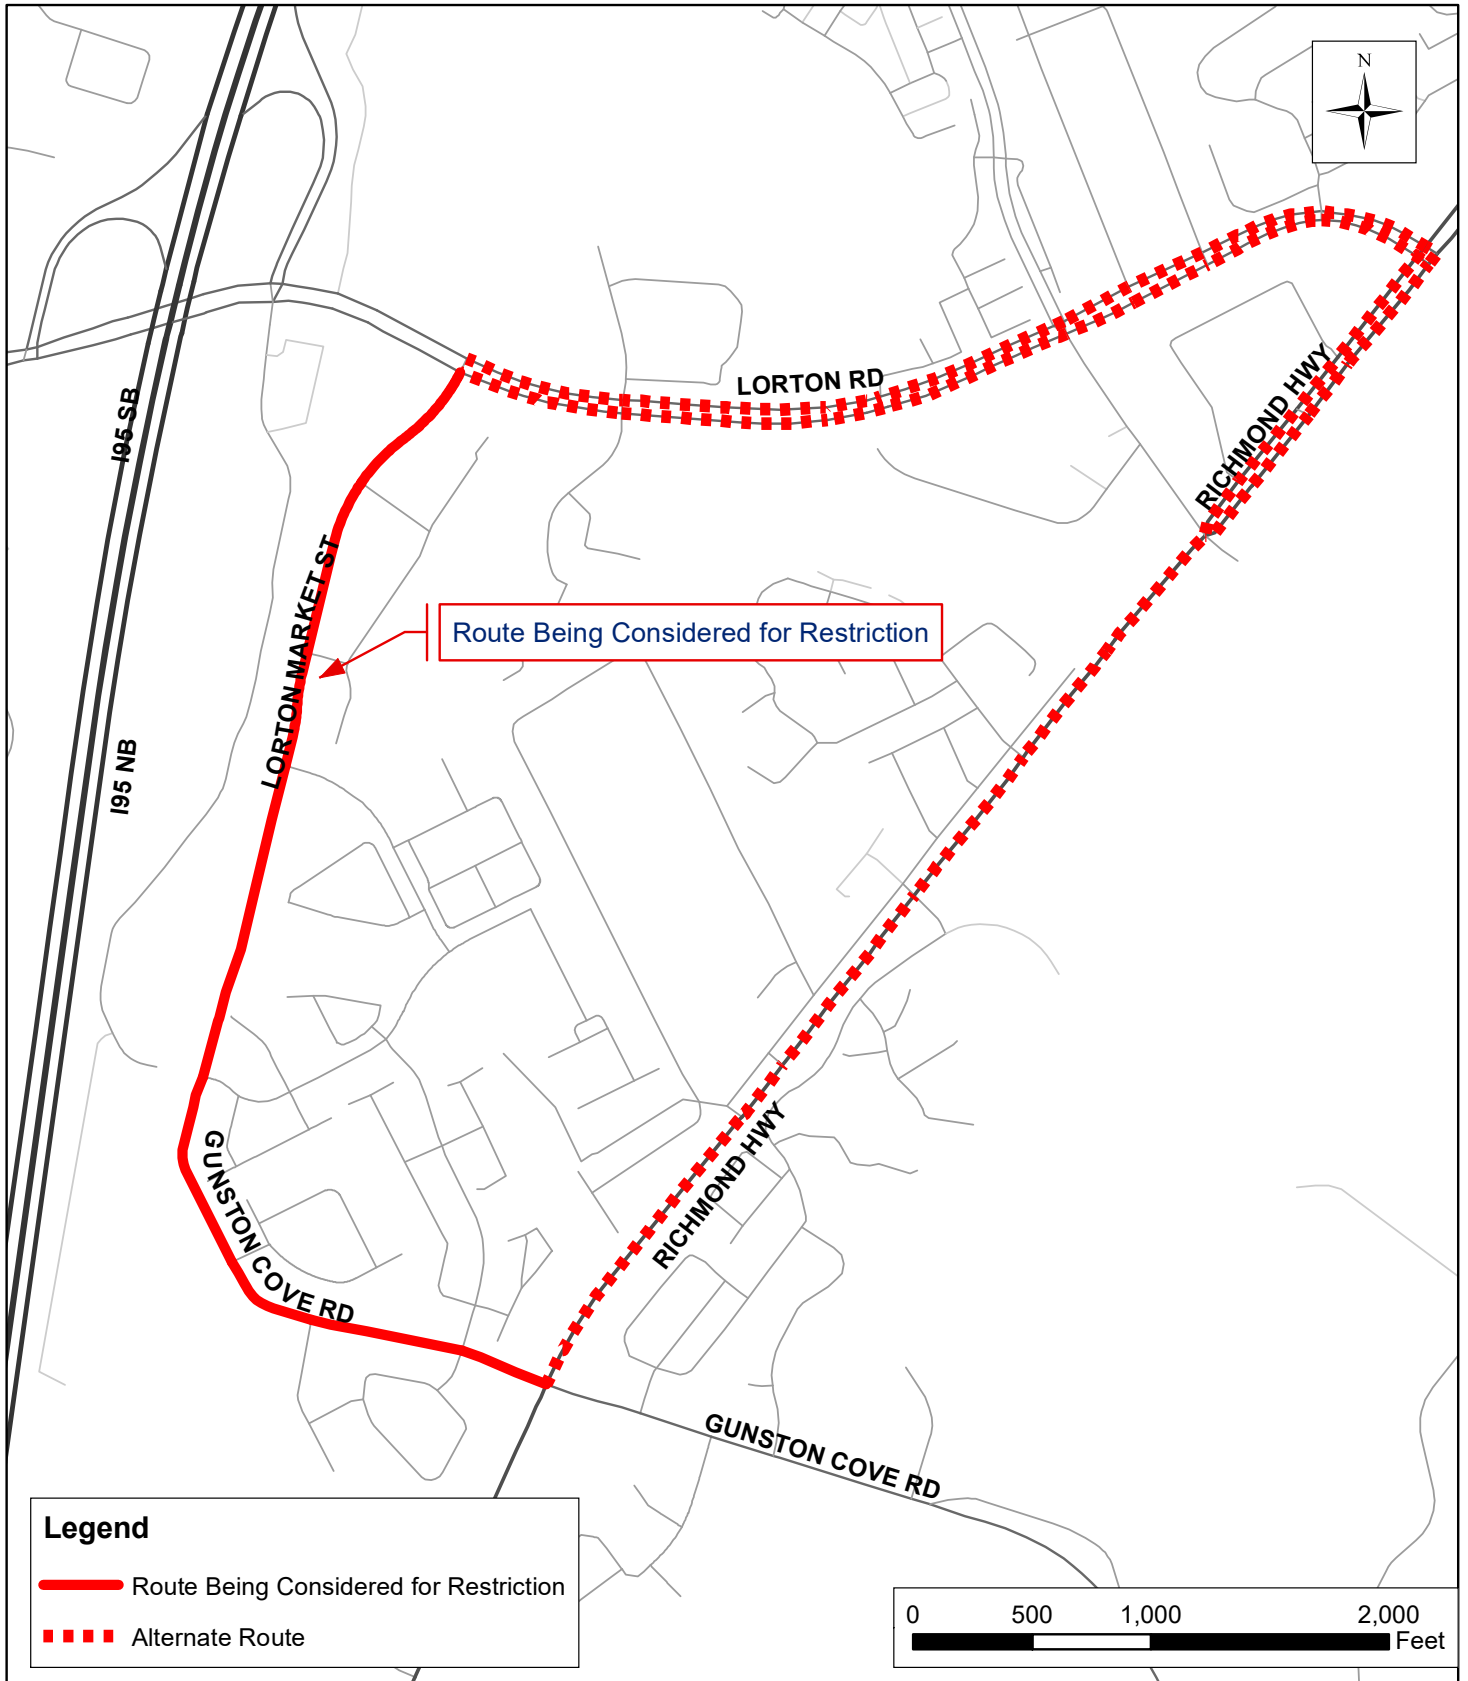 N
LORTON RD
RICHMOND HWY
I95 SB
LORTON MARKET ST
Route Being Considered for Restriction
I95 NB
RICHMOND HWY
GUNSTON COVE RD
GUNSTON COVE RD
Legend
Route Being Considered for Restriction
Alternate Route
0 500 1,000 2,000
Feet